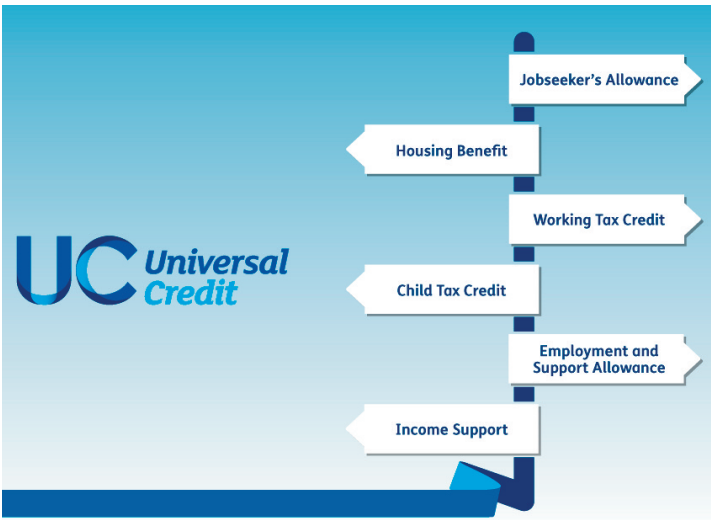 Jobseeker's Allowance
Housing Benefit
Working Tax Credit
UC Universal
Credit
Child Tax Credit
Employment and
Support Allowance
Income Support